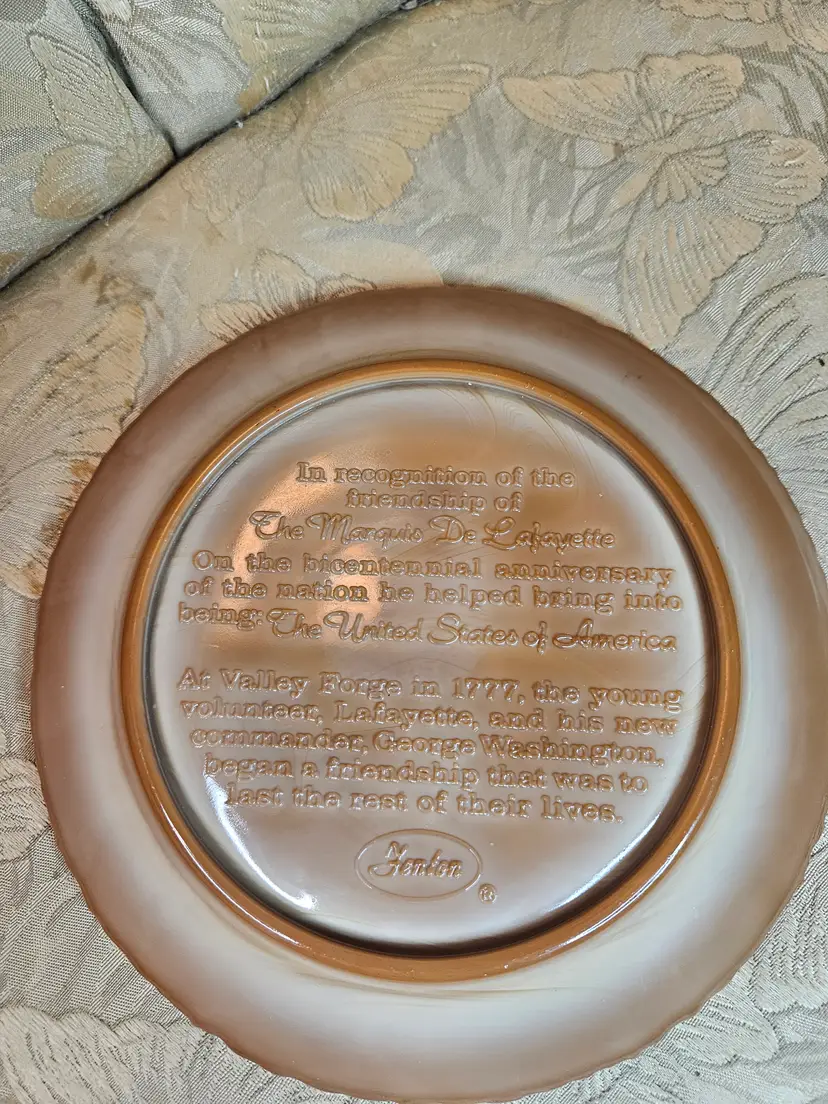 In recognition of the
friendship of
The Marquis De Lafayette
On the bicentennial anniversary
of the nation he helped bring into
being: The United States of America
At Valley Forge in 1777, the young
volunteer, Lafayette, and his new
commander, George Washington,
began a friendship that was to
last the rest of their lives.
Fenton
®